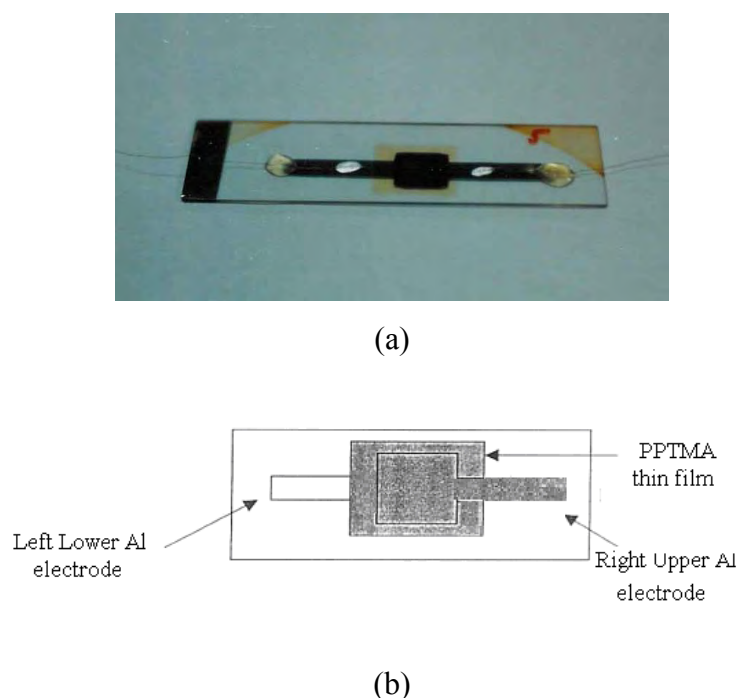 (a)
PPTMA
thin film
Left Lower Al
electrode
Right Upper Al
electrode
(b)